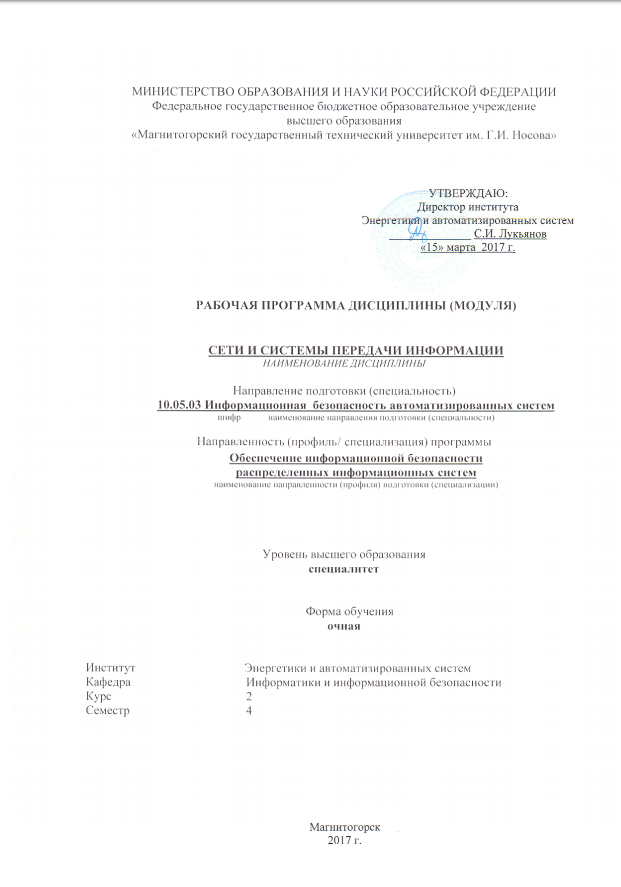 МИНИСТЕРСТВО ОБРАЗОВАНИЯ И НАУКИ РОССИЙСКОЙ ФЕДЕРАЦИИ
Федеральное государственное бюджетное образовательное учреждение
высшего образования
«Магнитогорский государственный технический университет им. Г.И. Носова»
УТВЕРЖДАЮ:
Директор института
Энергетики и автоматизированных систем
С.И. Лукьянов
«15» марта 2017 г.
РАБОЧАЯ ПРОГРАММА ДИСЦИПЛИНЫ (МОДУЛЯ)
СЕТИ И СИСТЕМЫ ПЕРЕДАЧИ ИНФОРМАЦИИ
НАИМЕНОВАНИЕ ДИСЦИПЛИНЫ
Направление подготовки (специальность)
10.05.03 Информационная безопасность автоматизированных систем
шифр наименование направления подготовки (специальности)
Направленность (профиль/ специализация) программы
Обеспечение информационной безопасности
распределенных информационных систем
наименование направленности (профиля) подготовки (специализации)
Уровень высшего образования
специалитет
Форма обучения
очная
Институт Энергетики и автоматизированных систем
Кафедра Информатики и информационной безопасности
Курс 2
Семестр 4
Магнитогорск
2017 г.